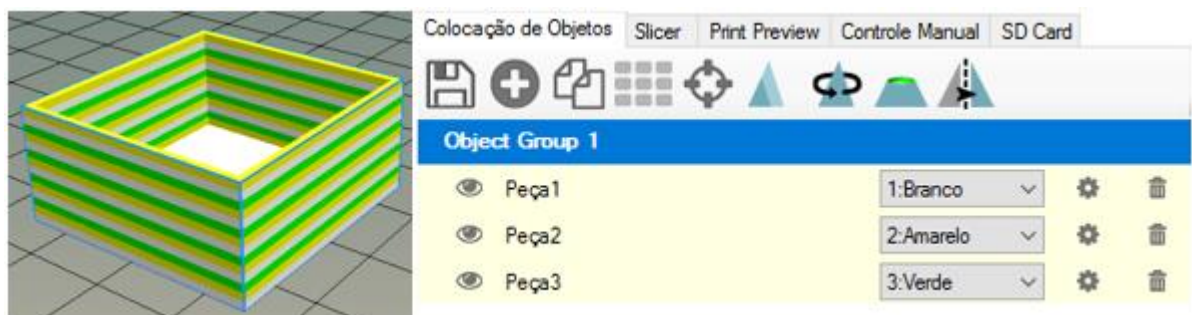 Colocação de Objetos Slicer Print Preview Controle Manual SD Card
Object Group 1
Peça1 1:Branco
Peça2 2:Amarelo
Peça3 3:Verde